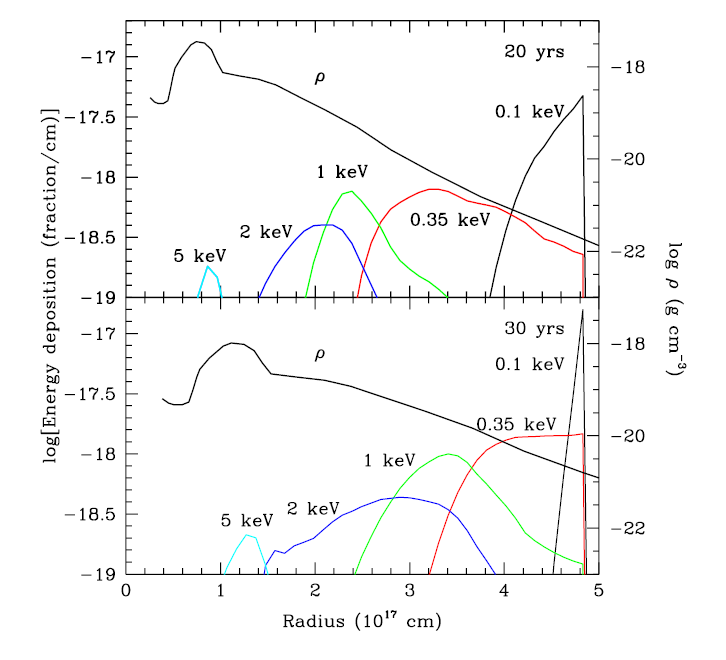 20 yrs
−17
−18
ρ
0.1 keV
−17.5
−20
1 keV
−18
0.35 keV
2 keV
−18.5
5 keV
−22
−19
log[Energy deposition (fraction/cm)]
log ρ (g cm⁻³)
30 yrs
−17
−18
ρ
0.1 keV
−17.5
0.35 keV
−20
1 keV
−18
2 keV
−18.5
5 keV
−22
−19
0 1 2 3 4 5
Radius (10¹⁷ cm)